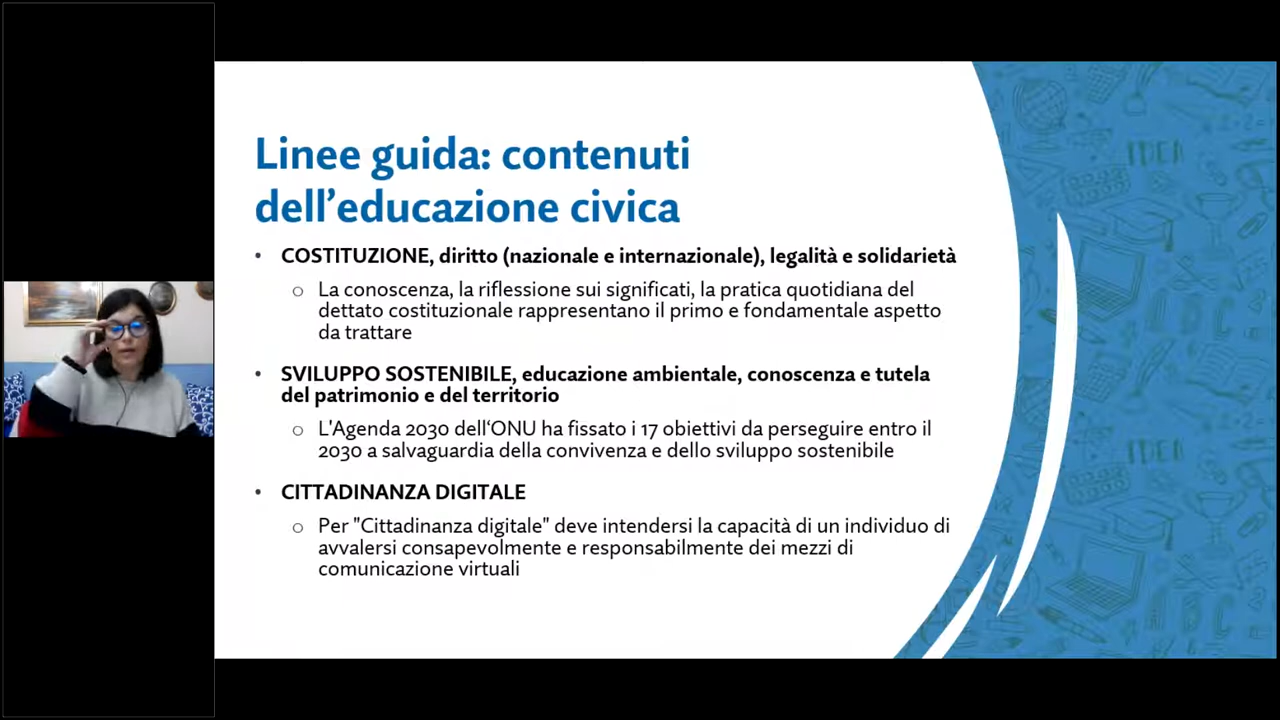 Linee guida: contenuti
dell’educazione civica
• COSTITUZIONE, diritto (nazionale e internazionale), legalità e solidarietà
○ La conoscenza, la riflessione sui significati, la pratica quotidiana del
dettato costituzionale rappresentano il primo e fondamentale aspetto
da trattare
• SVILUPPO SOSTENIBILE, educazione ambientale, conoscenza e tutela
del patrimonio e del territorio
○ L'Agenda 2030 dell‘ONU ha fissato i 17 obiettivi da perseguire entro il
2030 a salvaguardia della convivenza e dello sviluppo sostenibile
• CITTADINANZA DIGITALE
○ Per "Cittadinanza digitale" deve intendersi la capacità di un individuo di
avvalersi consapevolmente e responsabilmente dei mezzi di
comunicazione virtuali
IDEA
IDEA